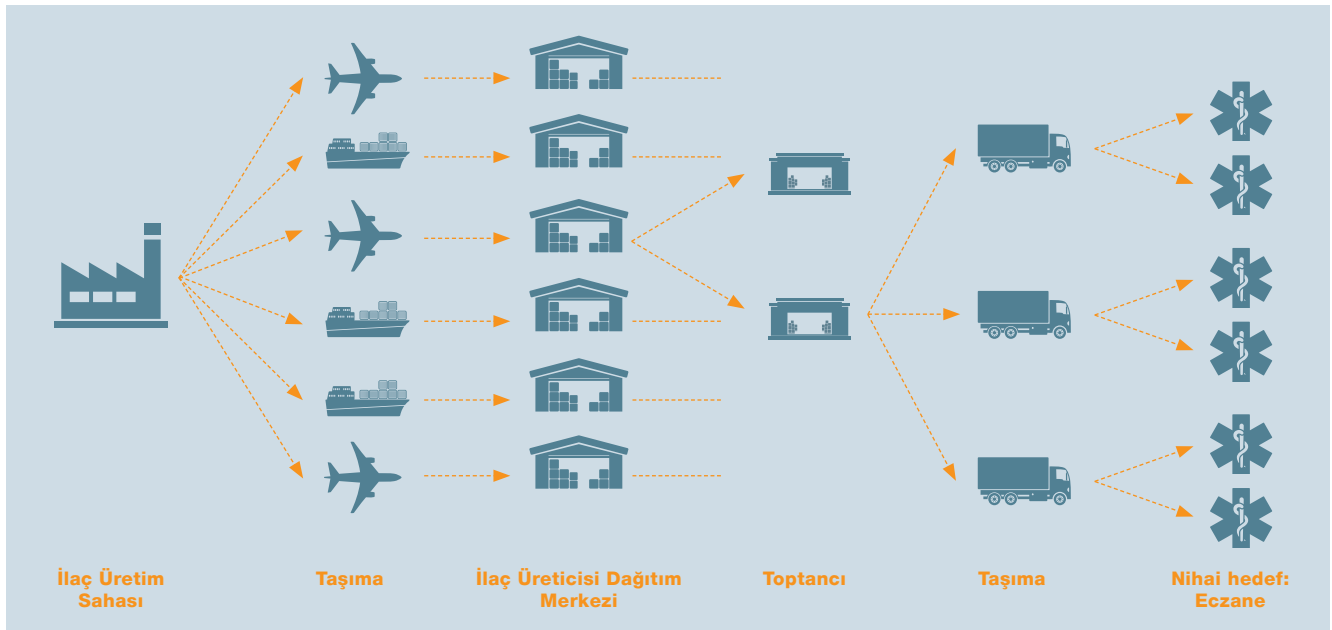 İlaç Üretim
Sahası
Taşıma
İlaç Üreticisi Dağıtım
Merkezi
Toptancı
Taşıma
Nihai hedef:
Eczane